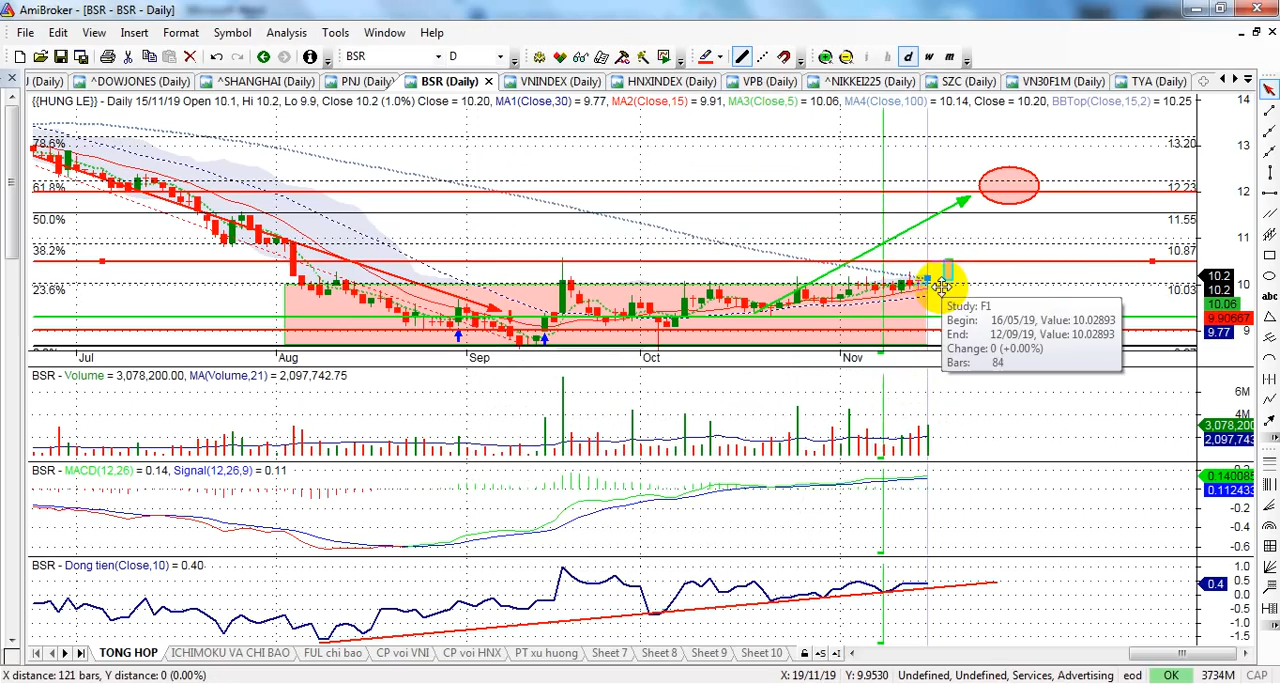 AmiBroker - [BSR - BSR - Daily]
File Edit View Insert Format Symbol Analysis Tools Window Help
BSR D h d w m
J (Daily) ^DOWJONES (Daily) ^SHANGHAI (Daily) PNJ (Daily) BSR (Daily) VNINDEX (Daily) HNXINDEX (Daily) VPB (Daily) ^NIKKEI225 (Daily) SZC (Daily) VN30F1M (Daily) TYA (Daily)
{{HUNG LE}} - Daily 15/11/19 Open 10.1, Hi 10.2, Lo 9.9, Close 10.2 (1.0%) Close = 10.20, MA1(Close,30) = 9.77, MA2(Close,15) = 9.91, MA3(Close,5) = 10.06, MA4(Close,100) = 10.14, Close = 10.20, BBTop(Close,15,2) = 10.25
14
78.6% 13.20 13
61.8% 12.23 12
50.0% 11.55
11
38.2% 10.87
10.2
23.6% 10.03 10
10.2
10.06
9.90667
9.77 9
Study: F1
Begin: 16/05/19, Value: 10.02893
End: 12/09/19, Value: 10.02893
Change: 0 (+0.00%)
Bars: 84
Jul Aug Sep Oct Nov
BSR - Volume = 3,078,200.00, MA(Volume,21) = 2,097,742.75
6M
4M
3,078,200
2,097,743
BSR - MACD(12,26) = 0.14, Signal(12,26,9) = 0.11
0.140085
0.112433
-0.2
-0.4
-0.6
BSR - Dong tien(Close,10) = 0.40
1.0
0.5
0.4
0.0
-0.5
-1.0
-1.5
abc
TONG HOP ICHIMOKU VA CHI BAO FUL chi bao CP voi VNI CP voi HNX PT xu huong Sheet 7 Sheet 8 Sheet 9 Sheet 10
X distance: 121 bars, Y distance: 0 (0.00%) X: 19/11/19 Y: 9.9530 Undefined, Undefined, Services, Advertising eod OK 3734M CAP